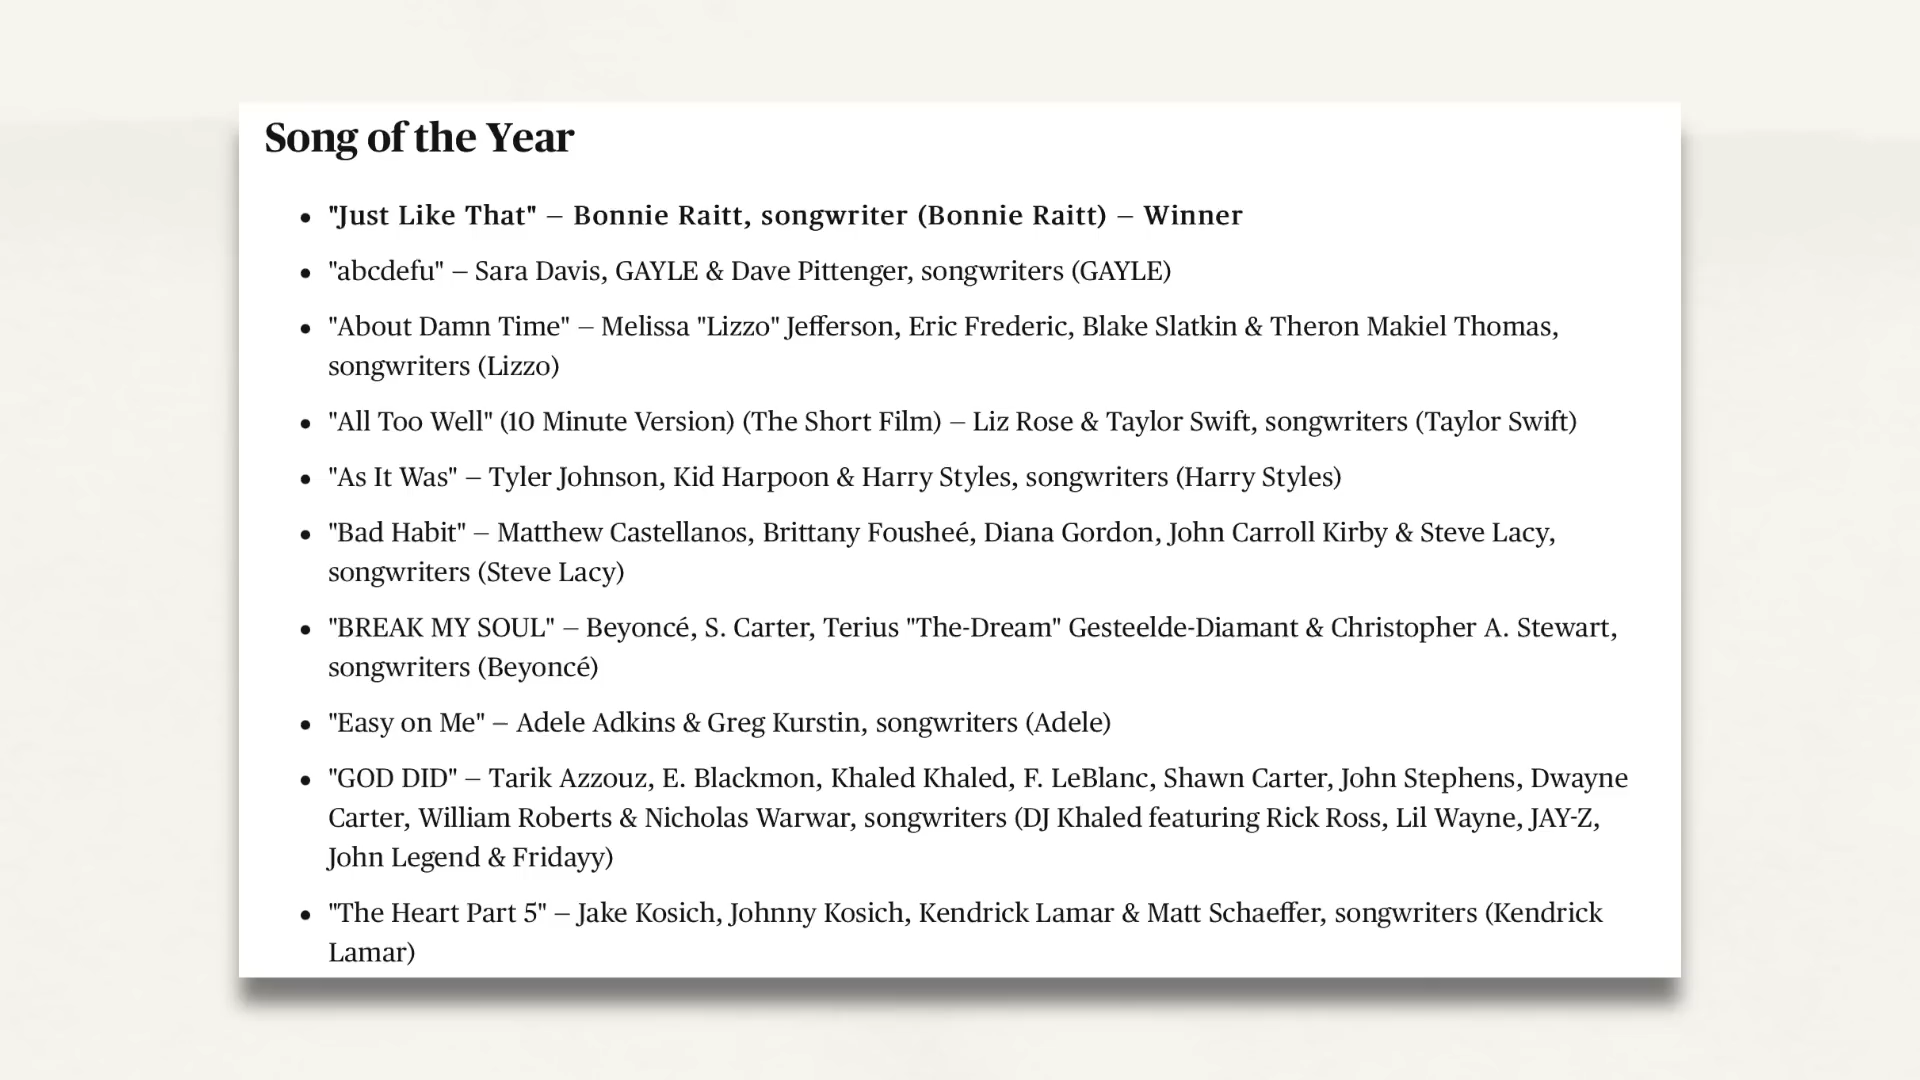 Song of the Year
• "Just Like That" – Bonnie Raitt, songwriter (Bonnie Raitt) – Winner
• "abcdefu" – Sara Davis, GAYLE & Dave Pittenger, songwriters (GAYLE)
• "About Damn Time" – Melissa "Lizzo" Jefferson, Eric Frederic, Blake Slatkin & Theron Makiel Thomas,
songwriters (Lizzo)
• "All Too Well" (10 Minute Version) (The Short Film) – Liz Rose & Taylor Swift, songwriters (Taylor Swift)
• "As It Was" – Tyler Johnson, Kid Harpoon & Harry Styles, songwriters (Harry Styles)
• "Bad Habit" – Matthew Castellanos, Brittany Fousheé, Diana Gordon, John Carroll Kirby & Steve Lacy,
songwriters (Steve Lacy)
• "BREAK MY SOUL" – Beyoncé, S. Carter, Terius "The-Dream" Gesteelde-Diamant & Christopher A. Stewart,
songwriters (Beyoncé)
• "Easy on Me" – Adele Adkins & Greg Kurstin, songwriters (Adele)
• "GOD DID" – Tarik Azzouz, E. Blackmon, Khaled Khaled, F. LeBlanc, Shawn Carter, John Stephens, Dwayne
Carter, William Roberts & Nicholas Warwar, songwriters (DJ Khaled featuring Rick Ross, Lil Wayne, JAY-Z,
John Legend & Fridayy)
• "The Heart Part 5" – Jake Kosich, Johnny Kosich, Kendrick Lamar & Matt Schaeffer, songwriters (Kendrick
Lamar)